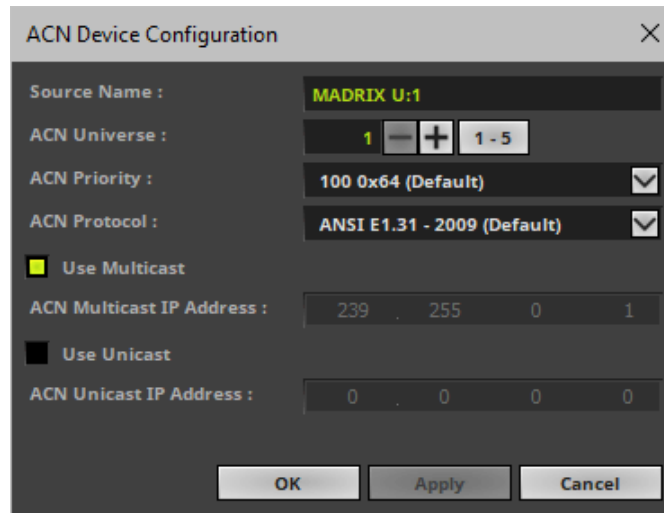 ACN Device Configuration
Source Name : MADRIX U:1
ACN Universe : 1 1 - 5
ACN Priority : 100 0x64 (Default)
ACN Protocol : ANSI E1.31 - 2009 (Default)
Use Multicast
ACN Multicast IP Address : 239 . 255 0 1
Use Unicast
ACN Unicast IP Address : 0 . 0 0 0
OK Apply Cancel